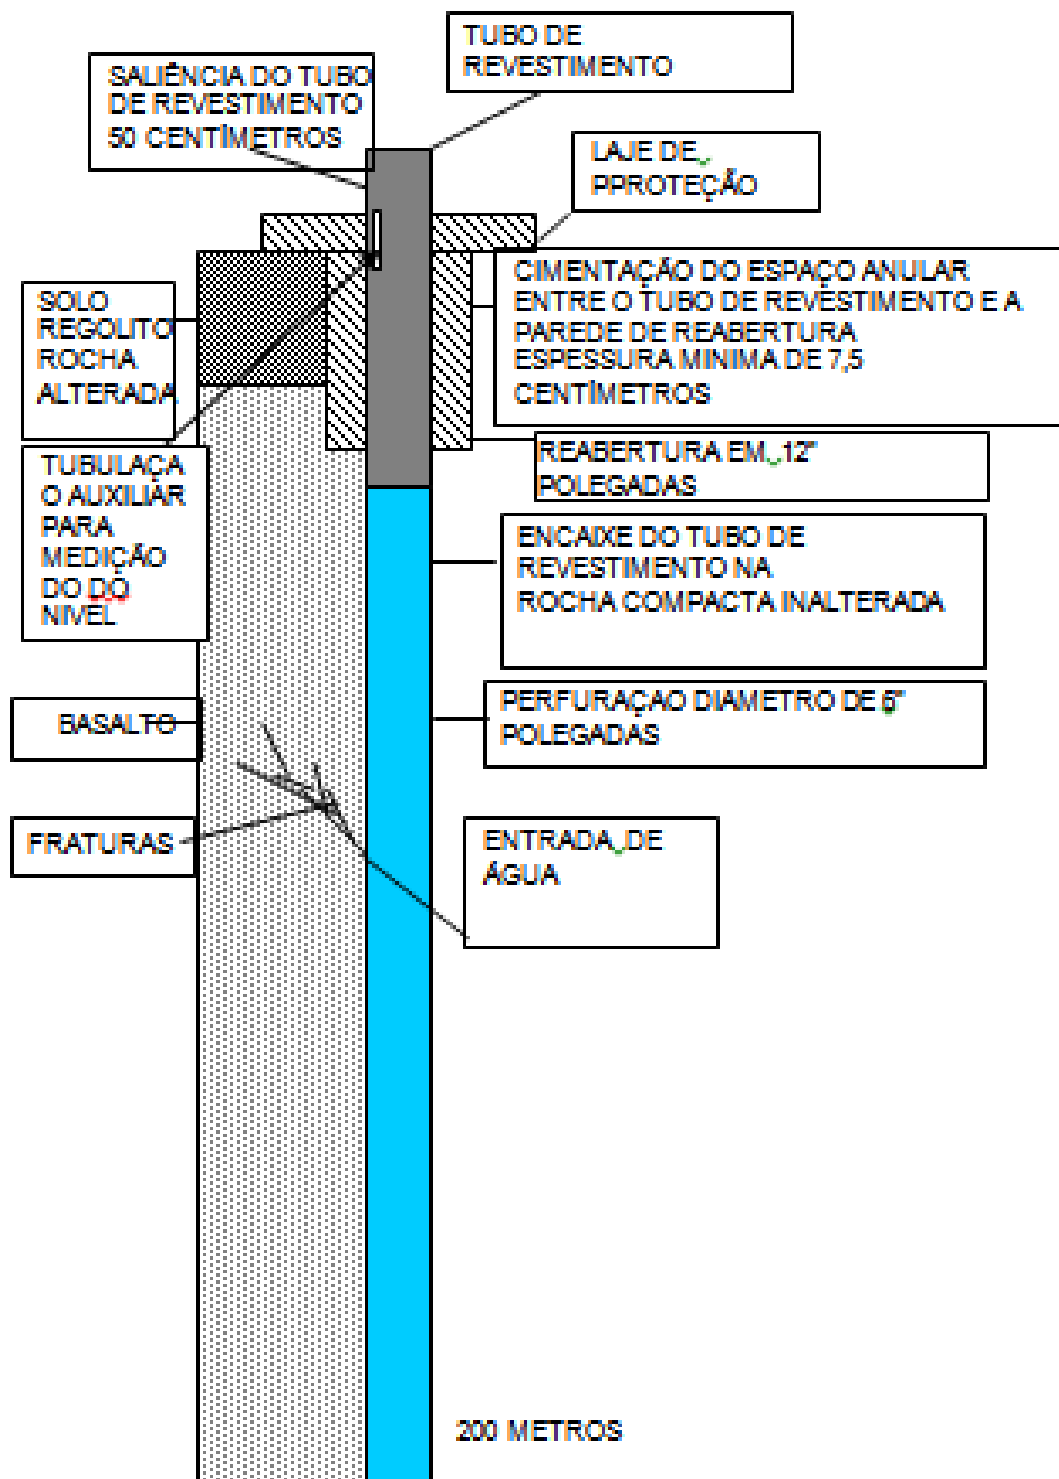 TUBO DE
REVESTIMENTO
SALIÊNCIA DO TUBO
DE REVESTIMENTO
50 CENTÍMETROS
LAJE DE
PPROTEÇÃO
CIMENTAÇÃO DO ESPAÇO ANULAR
ENTRE O TUBO DE REVESTIMENTO E A
PAREDE DE REABERTURA
ESPESSURA MINIMA DE 7,5
CENTÍMETROS
SOLO
REGOLITO
ROCHA
ALTERADA
REABERTURA EM 12"
POLEGADAS
TUBULAÇA
O AUXILIAR
PARA
MEDIÇÃO
DO DO
NIVEL
ENCAIXE DO TUBO DE
REVESTIMENTO NA
ROCHA COMPACTA INALTERADA
BASALTO
PERFURAÇAO DIAMETRO DE 6"
POLEGADAS
FRATURAS
ENTRADA DE
ÁGUA
200 METROS